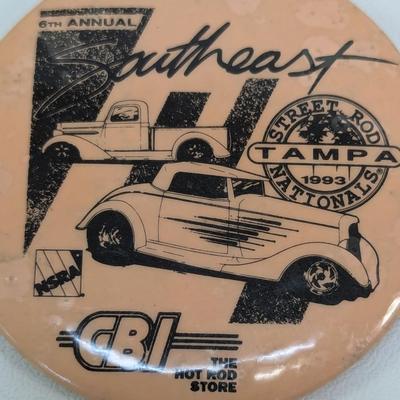 6TH ANNUAL
Southeast
STREET ROD
TAMPA
1993
NATIONALS
NSRA
CBI
THE
HOT ROD
STORE